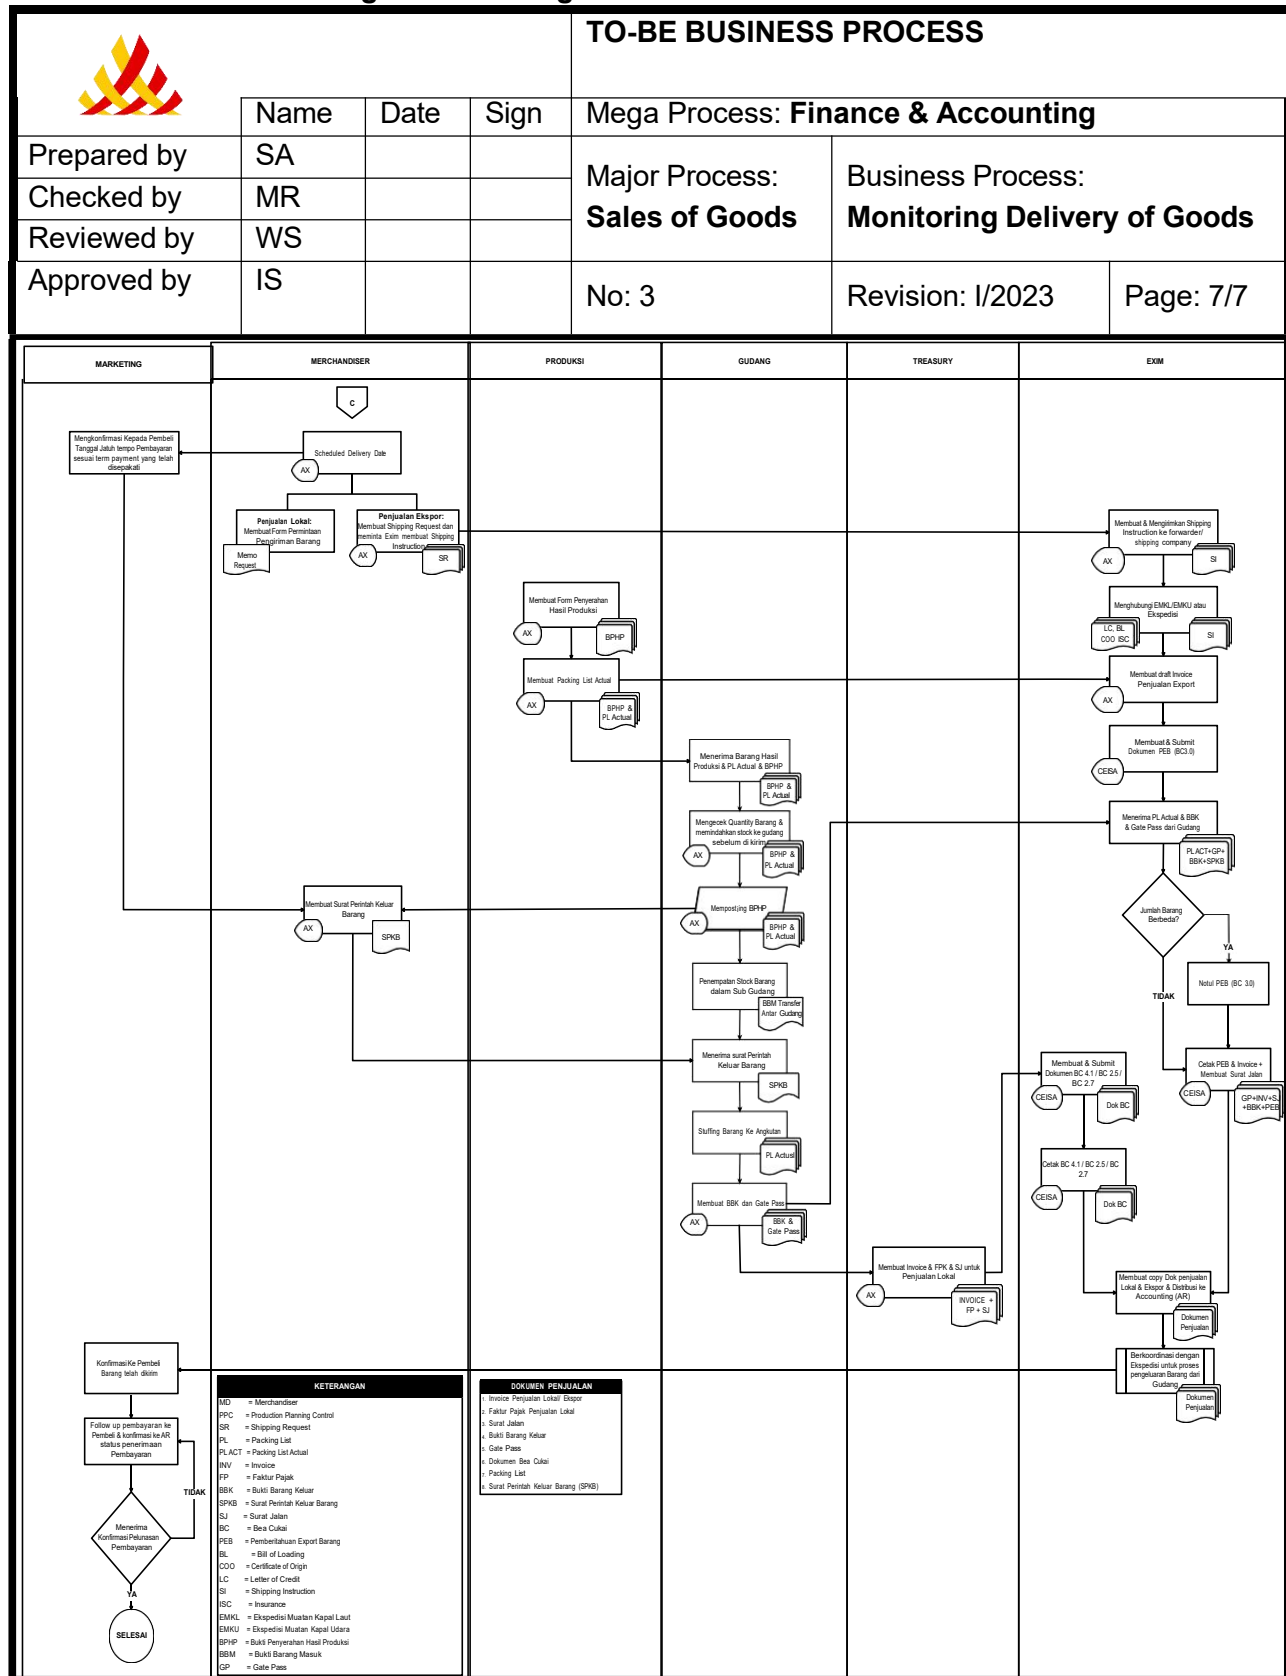 TO-BE BUSINESS PROCESS
Name Date Sign Mega Process: Finance & Accounting
Prepared by SA
Checked by MR
Reviewed by WS
Approved by IS
Major Process:
Sales of Goods
Business Process:
Monitoring Delivery of Goods
No: 3 Revision: I/2023 Page: 7/7
MARKETING MERCHANDISER PRODUKSI GUDANG TREASURY EXIM
C
Mengkonfirmasi Kepada Pembeli
Tanggal Jatuh tempo Pembayaran
sesuai term payment yang telah
disepakati
Scheduled Delivery Date
AX
Penjualan Lokal:
Membuat Form Permintaan
Pengiriman Barang
Memo
Request
Penjualan Ekspor:
Membuat Shipping Request dan
meminta Exim membuat Shipping
Instruction
AX
SR
Membuat & Mengirimkan Shipping
Instruction ke forwarder/
shipping company
AX
SI
Membuat Form Penyerahan
Hasil Produksi
AX
BPHP
Menghubungi EMKL/EMKU atau
Ekspedisi
LC, BL
COO ISC
SI
Membuat Packing List Actual
AX
BPHP &
PL Actual
Membuat draft Invoice
Penjualan Export
AX
Menerima Barang Hasil
Produksi & PL Actual & BPHP
BPHP &
PL Actual
Membuat & Submit
Dokumen PEB (BC3.0)
CEISA
Mengecek Quantity Barang &
memindahkan stock ke gudang
sebelum di kirim
AX
BPHP &
PL Actual
Menerima PL Actual & BBK
& Gate Pass dari Gudang
PL ACT+GP+
BBK+SPKB
Membuat Surat Perintah Keluar
Barang
AX
SPKB
Memposting BPHP
AX
BPHP &
PL Actual
Jumlah Barang
Berbeda?
YA
TIDAK
Notul PEB (BC 3.0)
Penempatan Stock Barang
dalam Sub Gudang
BBM Transfer
Antar Gudang
Menerima surat Perintah
Keluar Barang
SPKB
Membuat & Submit
Dokumen BC 4.1 / BC 2.5 /
BC 2.7
CEISA
Dok BC
Cetak PEB & Invoice +
Membuat Surat Jalan
CEISA
GP+INV+SJ
+BBK+PEB
Stuffing Barang Ke Angkutan
PL Actusl
Cetak BC 4.1 / BC 2.5 / BC
2.7
CEISA
Dok BC
Membuat BBK dan Gate Pass
AX
BBK &
Gate Pass
Membuat Invoice & FPK & SJ untuk
Penjualan Lokal
AX
INVOICE +
FP + SJ
Membuat copy Dok penjualan
Lokal & Ekspor & Distribusi ke
Accounting (AR)
Dokumen
Penjualan
Berkoordinasi dengan
Ekspedisi untuk proses
pengeluaran Barang dari
Gudang
Dokumen
Penjualan
Konfirmasi Ke Pembeli
Barang telah dikirim
Follow up pembayaran ke
Pembeli & konfirmasi ke AR
status penerimaan
Pembayaran
TIDAK
Menerima
Konfirmasi Pelunasan
Pembayaran
YA
SELESAI
KETERANGAN
MD = Merchandiser
PPC = Production Planning Control
SR = Shipping Request
PL = Packing List
PL ACT = Packing List Actual
INV = Invoice
FP = Faktur Pajak
BBK = Bukti Barang Keluar
SPKB = Surat Perintah Keluar Barang
SJ = Surat Jalan
BC = Bea Cukai
PEB = Pemberitahuan Export Barang
BL = Bill of Loading
COO = Certificate of Origin
LC = Letter of Credit
SI = Shipping Instruction
ISC = Insurance
EMKL = Ekspedisi Muatan Kapal Laut
EMKU = Ekspedisi Muatan Kapal Udara
BPHP = Bukti Penyerahan Hasil Produksi
BBM = Bukti Barang Masuk
GP = Gate Pass
DOKUMEN PENJUALAN
1. Invoice Penjualan Lokal/ Ekspor
2. Faktur Pajak Penjualan Lokal
3. Surat Jalan
4. Bukti Barang Keluar
5. Gate Pass
6. Dokumen Bea Cukai
7. Packing List
8. Surat Perintah Keluar Barang (SPKB)